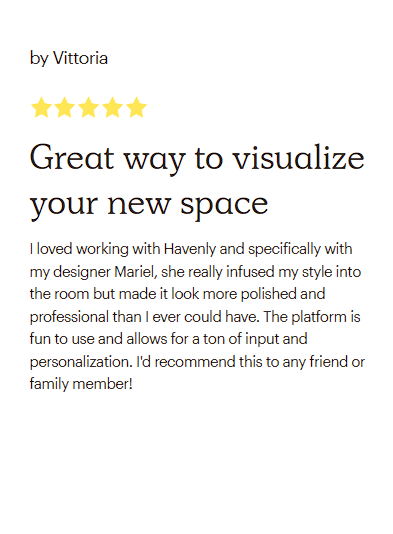 by Vittoria
Great way to visualize
your new space
I loved working with Havenly and specifically with
my designer Mariel, she really infused my style into
the room but made it look more polished and
professional than I ever could have. The platform is
fun to use and allows for a ton of input and
personalization. I'd recommend this to any friend or
family member!